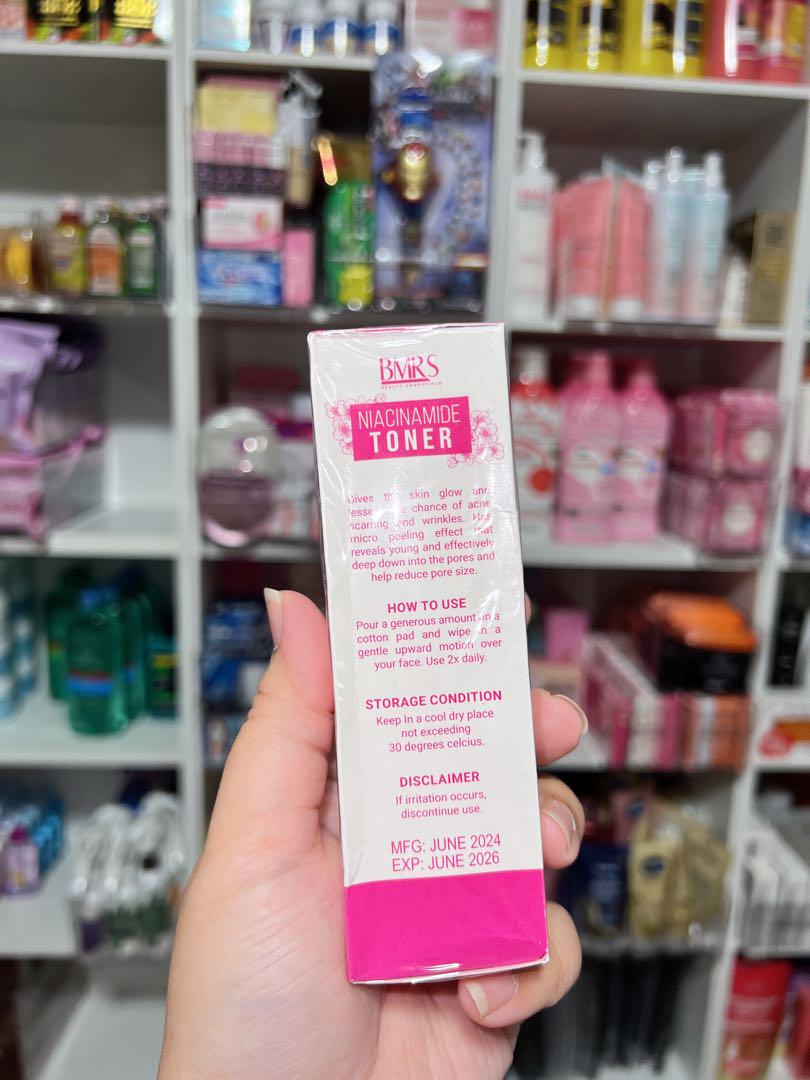 BMRS
BEAUTY ESSENTIALS
NIACINAMIDE
TONER
Gives the skin glow and
chance of acne
scarring and wrinkles. Has
micro peeling effect that
reveals young and effectively
deep down into the pores and
help reduce pore size.
HOW TO USE
Pour a generous amount on a
cotton pad and wipe in a
gentle upward motion over
your face. Use 2x daily.
STORAGE CONDITION
Keep In a cool dry place
not exceeding
30 degrees celcius.
DISCLAIMER
If irritation occurs,
discontinue use.
MFG: JUNE 2024
EXP: JUNE 2026